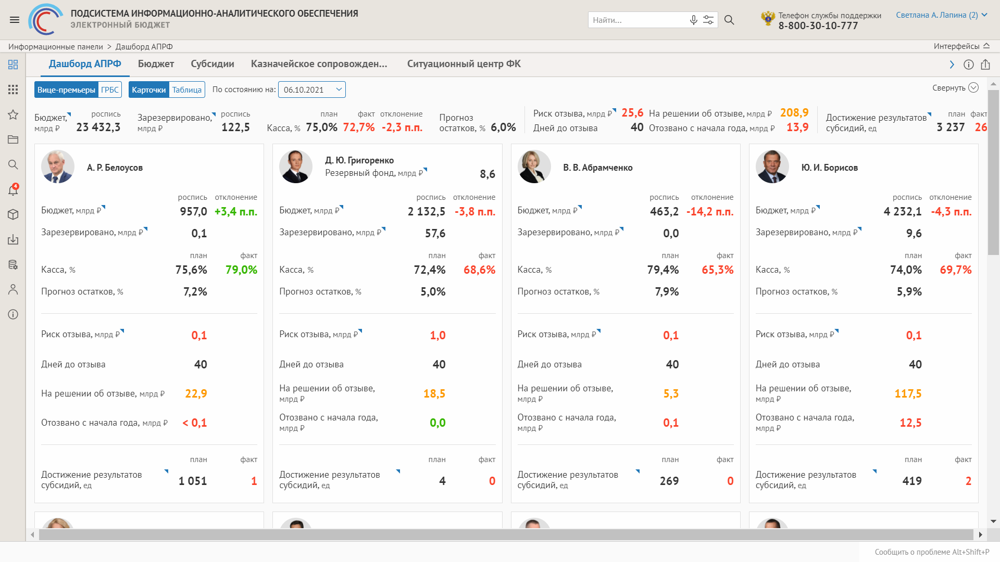 ПОДСИСТЕМА ИНФОРМАЦИОННО-АНАЛИТИЧЕСКОГО ОБЕСПЕЧЕНИЯ
ЭЛЕКТРОННЫЙ БЮДЖЕТ
Найти...
Телефон службы поддержки
8-800-30-10-777
Светлана А. Лапина (2)
Информационные панели > Дашборд АПРФ
Интерфейсы
Дашборд АПРФ Бюджет Субсидии Казначейское сопровожден... Ситуационный центр ФК
Вице-премьеры ГРБС Карточки Таблица По состоянию на: 06.10.2021
Свернуть
4
Бюджет, млрд ₽ роспись 23 432,3
Зарезервировано, млрд ₽ роспись 122,5
Касса, % план 75,0% факт 72,7% отклонение -2,3 п.п.
Прогноз остатков, % 6,0%
Риск отзыва, млрд ₽ 25,6
Дней до отзыва 40
На решении об отзыве, млрд ₽ 208,9
Отозвано с начала года, млрд ₽ 13,9
Достижение результатов субсидий, ед план 3 237 факт 26
А. Р. Белоусов
роспись отклонение
Бюджет, млрд ₽ 957,0 +3,4 п.п.
Зарезервировано, млрд ₽ 0,1
план факт
Касса, % 75,6% 79,0%
Прогноз остатков, % 7,2%
Риск отзыва, млрд ₽ 0,1
Дней до отзыва 40
На решении об отзыве, млрд ₽ 22,9
Отозвано с начала года, млрд ₽ < 0,1
план факт
Достижение результатов
субсидий, ед 1 051 1
Д. Ю. Григоренко
Резервный фонд, млрд ₽ 8,6
роспись отклонение
Бюджет, млрд ₽ 2 132,5 -3,8 п.п.
Зарезервировано, млрд ₽ 57,6
план факт
Касса, % 72,4% 68,6%
Прогноз остатков, % 5,0%
Риск отзыва, млрд ₽ 1,0
Дней до отзыва 40
На решении об отзыве,
млрд ₽ 18,5
Отозвано с начала года,
млрд ₽ 0,0
план факт
Достижение результатов
субсидий, ед 4 0
В. В. Абрамченко
роспись отклонение
Бюджет, млрд ₽ 463,2 -14,2 п.п.
Зарезервировано, млрд ₽ 0,0
план факт
Касса, % 79,4% 65,3%
Прогноз остатков, % 7,9%
Риск отзыва, млрд ₽ 0,1
Дней до отзыва 40
На решении об отзыве,
млрд ₽ 5,3
Отозвано с начала года,
млрд ₽ 0,1
план факт
Достижение результатов
субсидий, ед 269 0
Ю. И. Борисов
роспись отклонение
Бюджет, млрд ₽ 4 232,1 -4,3 п.п.
Зарезервировано, млрд ₽ 9,6
план факт
Касса, % 74,0% 69,7%
Прогноз остатков, % 5,9%
Риск отзыва, млрд ₽ 0,1
Дней до отзыва 40
На решении об отзыве,
млрд ₽ 117,5
Отозвано с начала года,
млрд ₽ 12,5
план факт
Достижение результатов
субсидий, ед 419 2
Сообщить о проблеме Alt+Shift+P